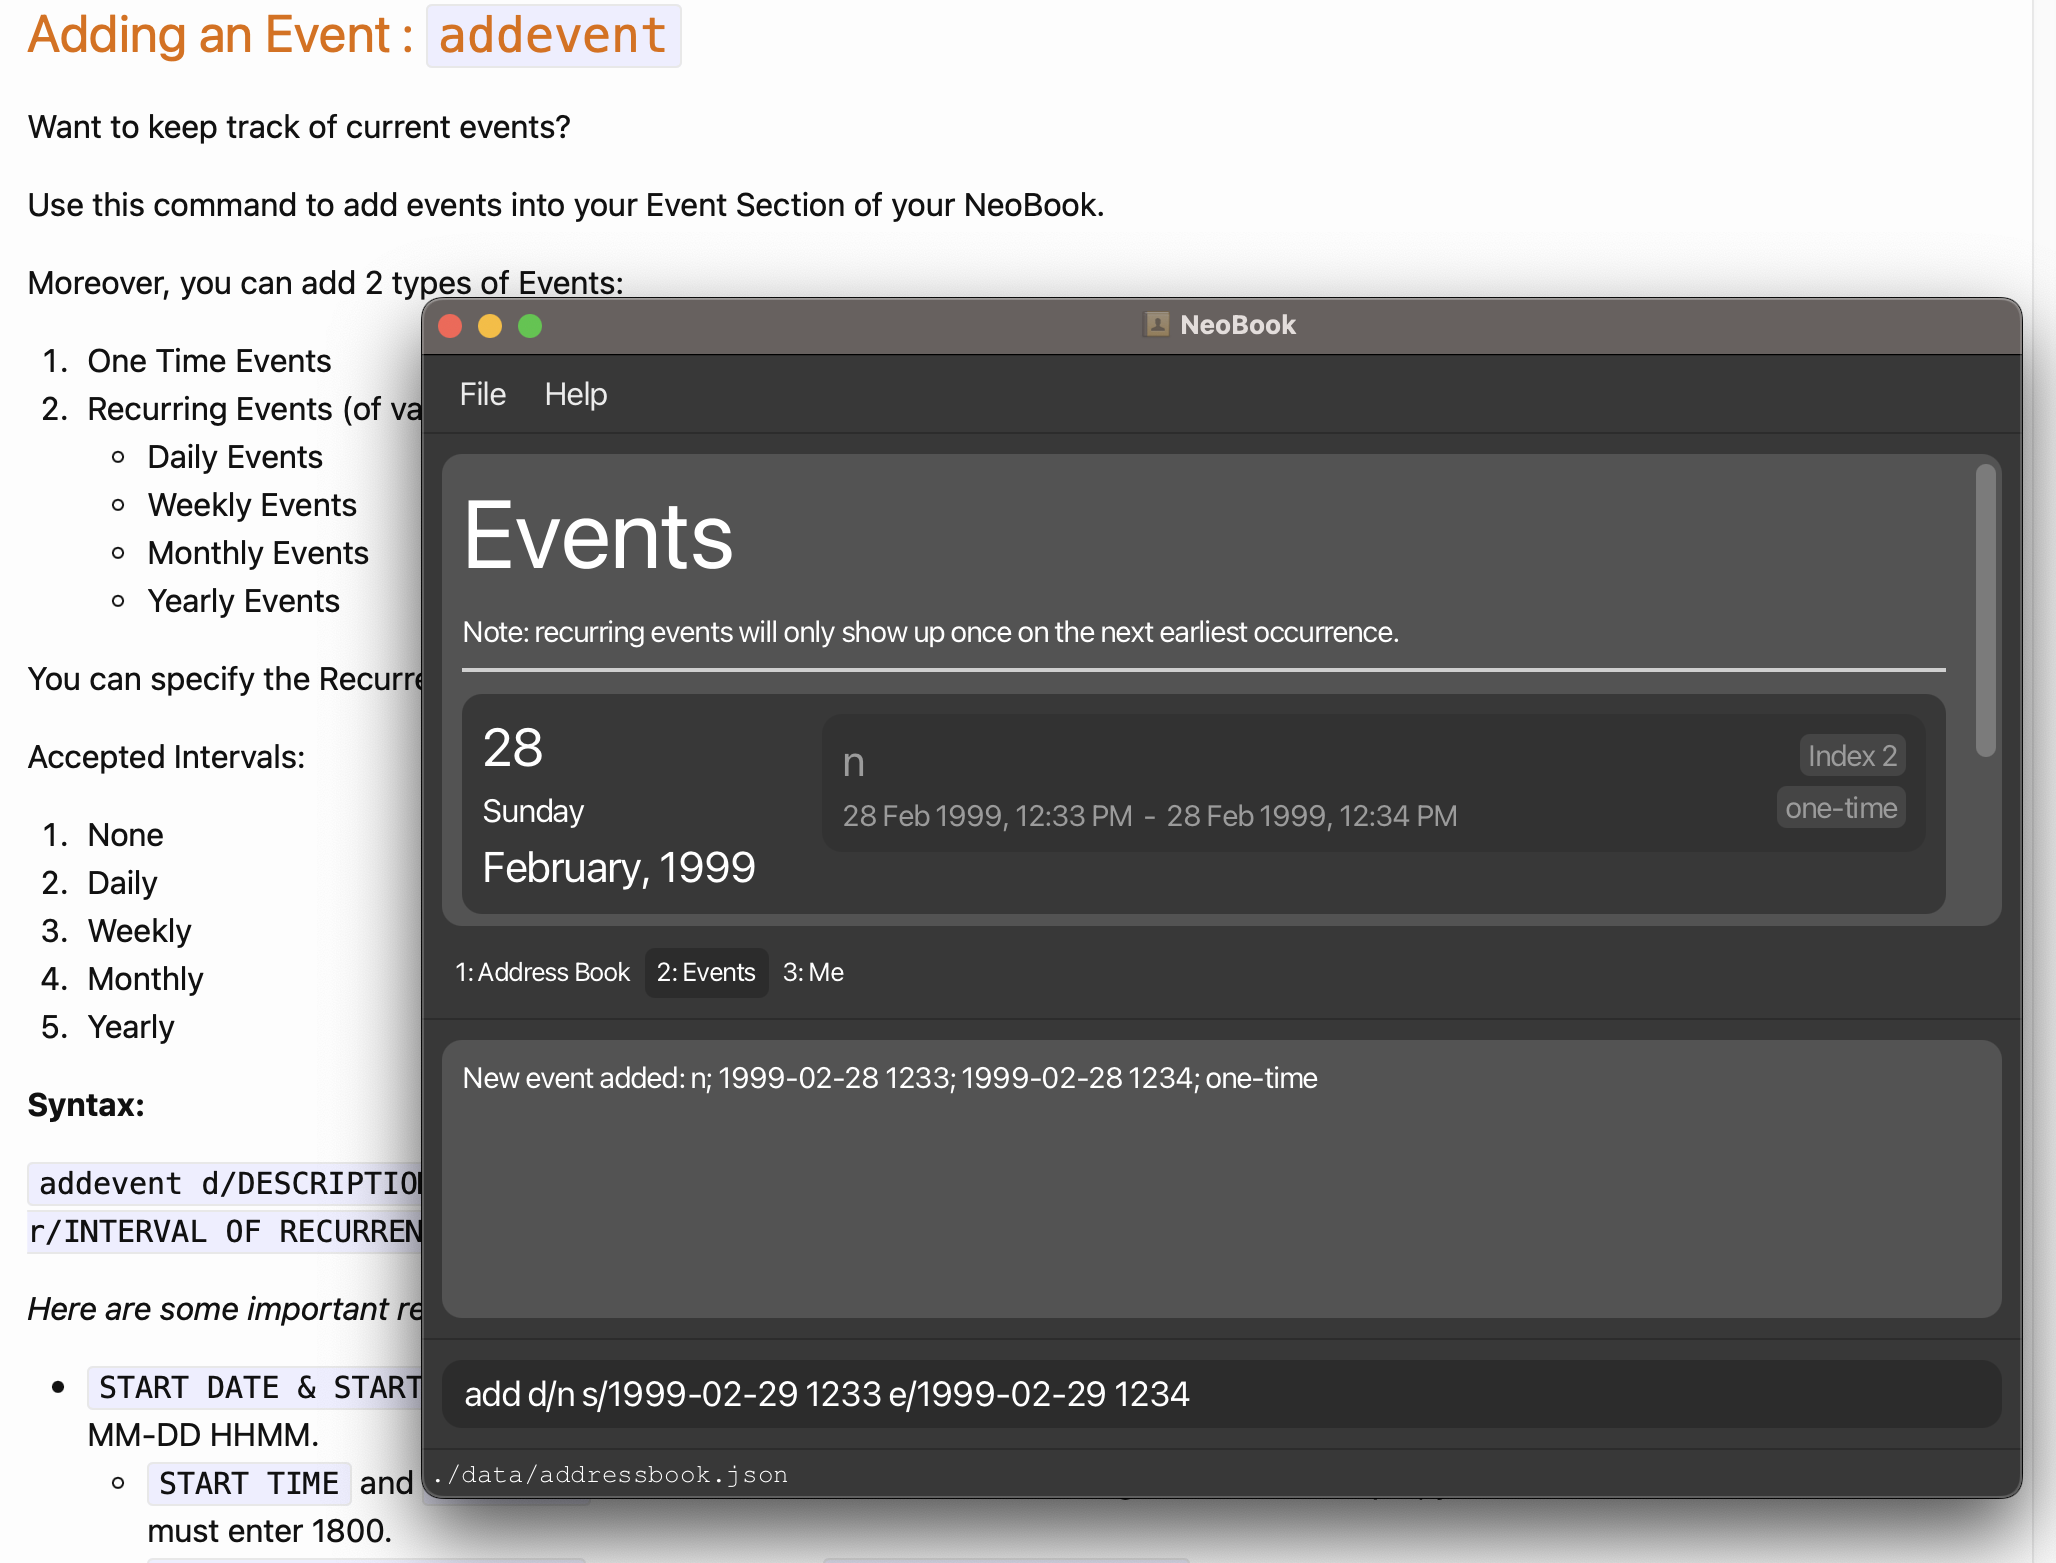 Adding an Event : addevent
Want to keep track of current events?
Use this command to add events into your Event Section of your NeoBook.
Moreover, you can add 2 types of Events:
1. One Time Events
2. Recurring Events (of va
Daily Events
Weekly Events
Monthly Events
Yearly Events
You can specify the Recurre
Accepted Intervals:
1. None
2. Daily
3. Weekly
4. Monthly
5. Yearly
Syntax:
addevent d/DESCRIPTION
r/INTERVAL OF RECURREN
Here are some important re
START DATE & START
MM-DD HHMM.
START TIME and
must enter 1800.
NeoBook
File Help
Events
Note: recurring events will only show up once on the next earliest occurrence.
28
Sunday
February, 1999
n
28 Feb 1999, 12:33 PM - 28 Feb 1999, 12:34 PM
Index 2
one-time
1: Address Book 2: Events 3: Me
New event added: n; 1999-02-28 1233; 1999-02-28 1234; one-time
add d/n s/1999-02-29 1233 e/1999-02-29 1234
./data/addressbook.json